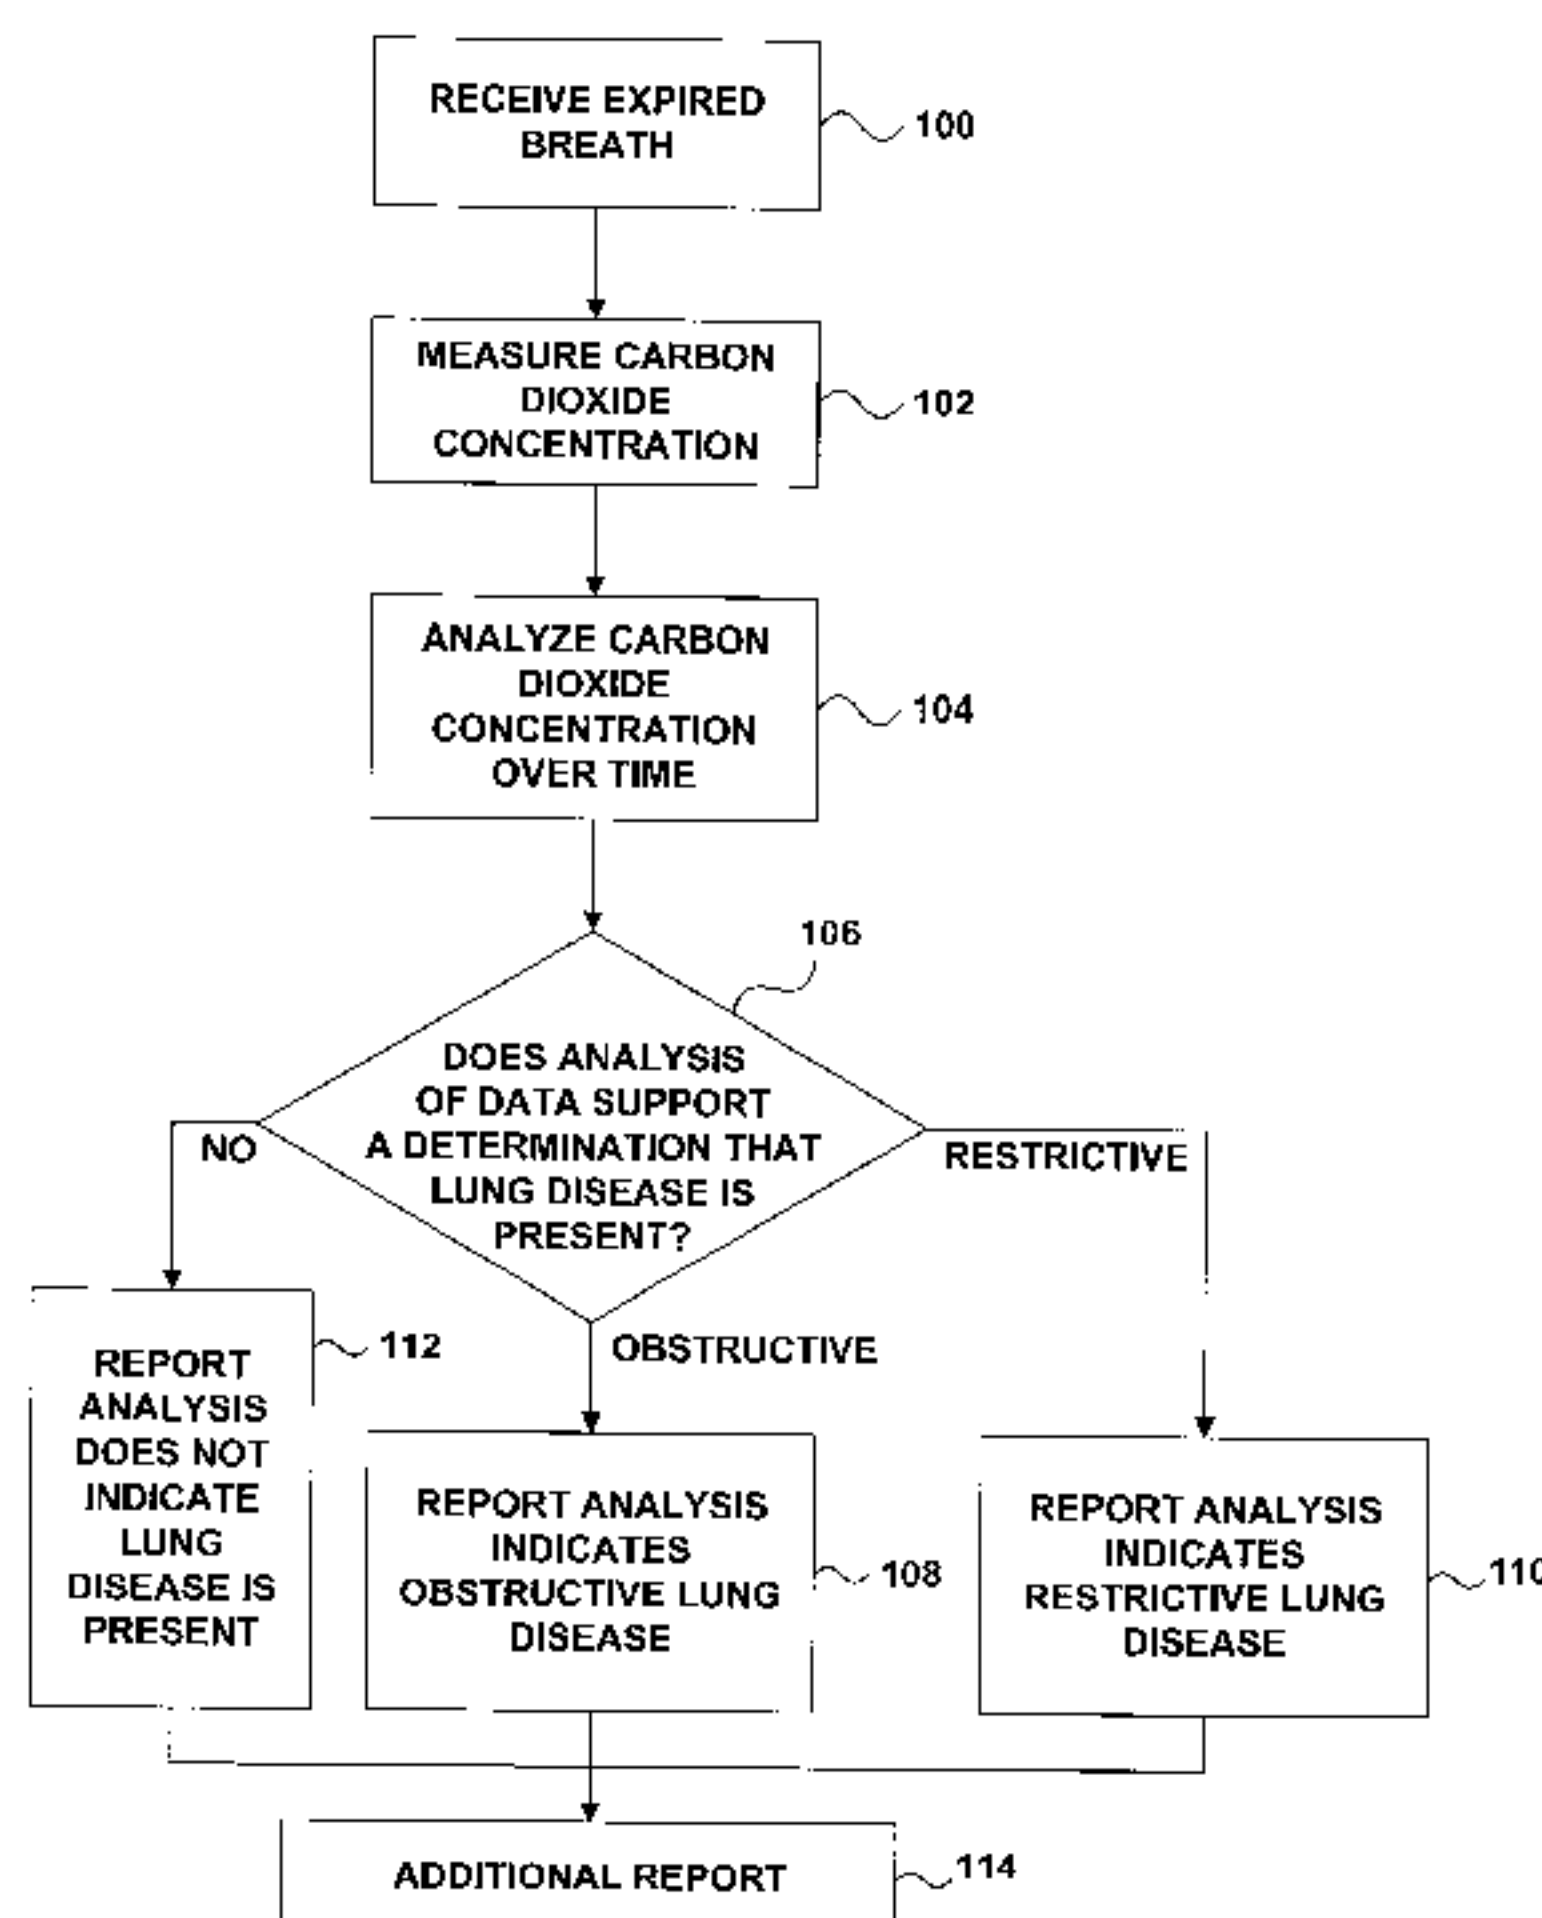 RECEIVE EXPIRED
BREATH
100
MEASURE CARBON
DIOXIDE
CONCENTRATION
102
ANALYZE CARBON
DIOXIDE
CONCENTRATION
OVER TIME
104
106
DOES ANALYSIS
OF DATA SUPPORT
A DETERMINATION THAT
LUNG DISEASE IS
PRESENT?
NO
RESTRICTIVE
OBSTRUCTIVE
REPORT
ANALYSIS
DOES NOT
INDICATE
LUNG
DISEASE IS
PRESENT
112
REPORT ANALYSIS
INDICATES
OBSTRUCTIVE LUNG
DISEASE
108
REPORT ANALYSIS
INDICATES
RESTRICTIVE LUNG
DISEASE
110
ADDITIONAL REPORT
114